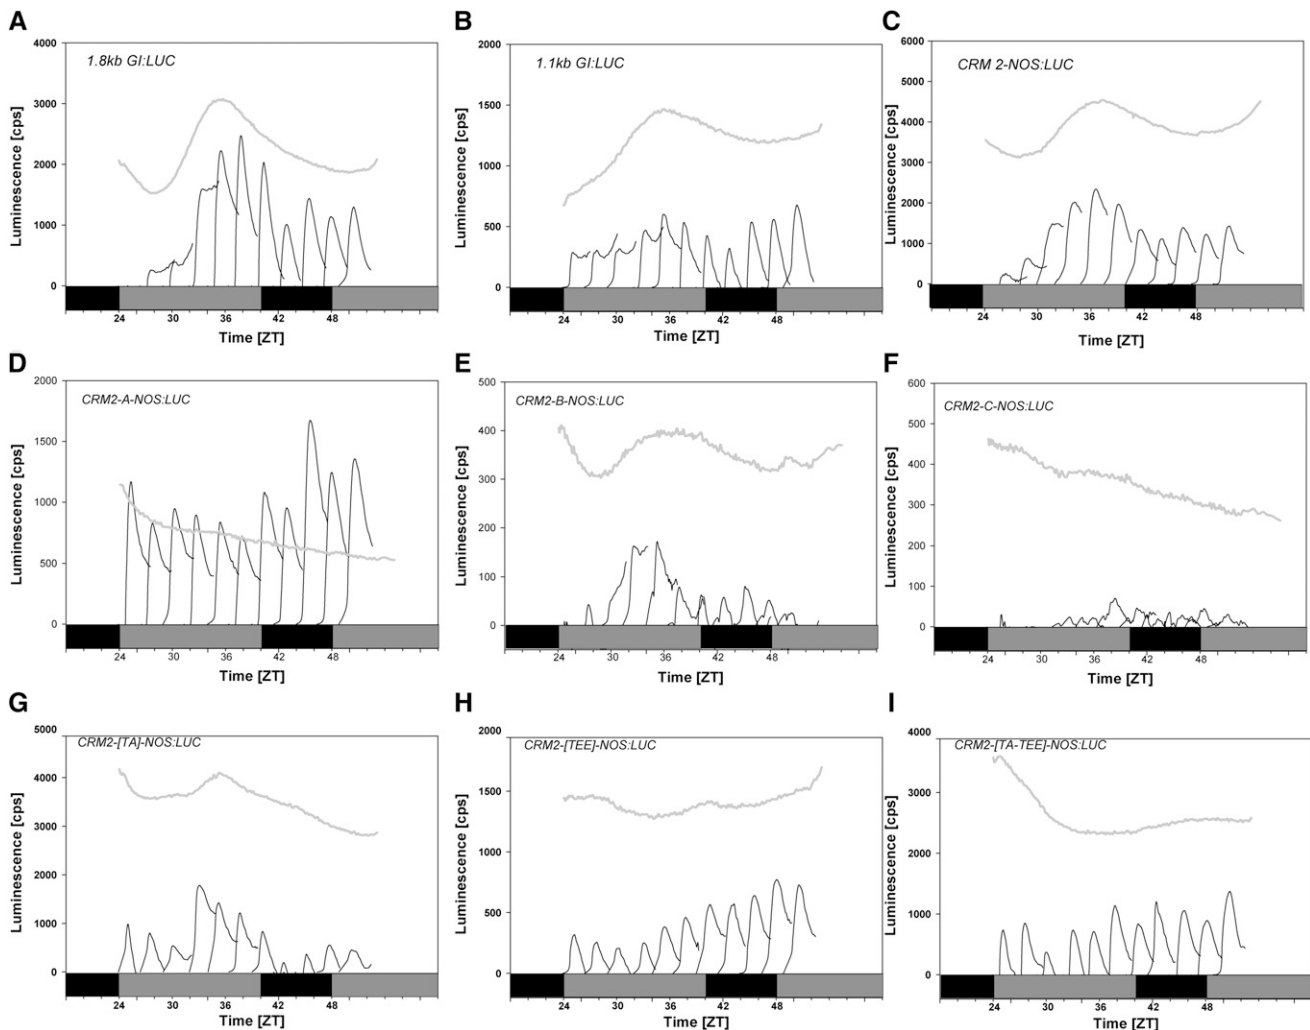 A
4000
3000
2000
1000
0
Luminescence [cps]
1.8kb GI:LUC
24 30 36 42 48
Time [ZT]
B
2000
1500
1000
500
0
Luminescence [cps]
1.1kb GI:LUC
24 30 36 42 48
Time [ZT]
C
6000
5000
4000
3000
2000
1000
0
Luminescence [cps]
CRM 2-NOS:LUC
24 30 36 42 48
Time [ZT]
D
2000
1500
1000
500
0
Luminescence [cps]
CRM2-A-NOS:LUC
24 30 36 42 48
Time [ZT]
E
500
400
300
200
100
0
Luminescence [cps]
CRM2-B-NOS:LUC
24 30 36 42 48
Time [ZT]
F
600
500
400
300
200
100
0
Luminescence [cps]
CRM2-C-NOS:LUC
24 30 36 42 48
Time [ZT]
G
5000
4000
3000
2000
1000
0
Luminescence [cps]
CRM2-[TA]-NOS:LUC
24 30 36 42 48
Time [ZT]
H
2000
1500
1000
500
0
Luminescence [cps]
CRM2-[TEE]-NOS:LUC
24 30 36 42 48
Time [ZT]
I
4000
3000
2000
1000
0
Luminescence [cps]
CRM2-[TA-TEE]-NOS:LUC
24 30 36 42 48
Time [ZT]